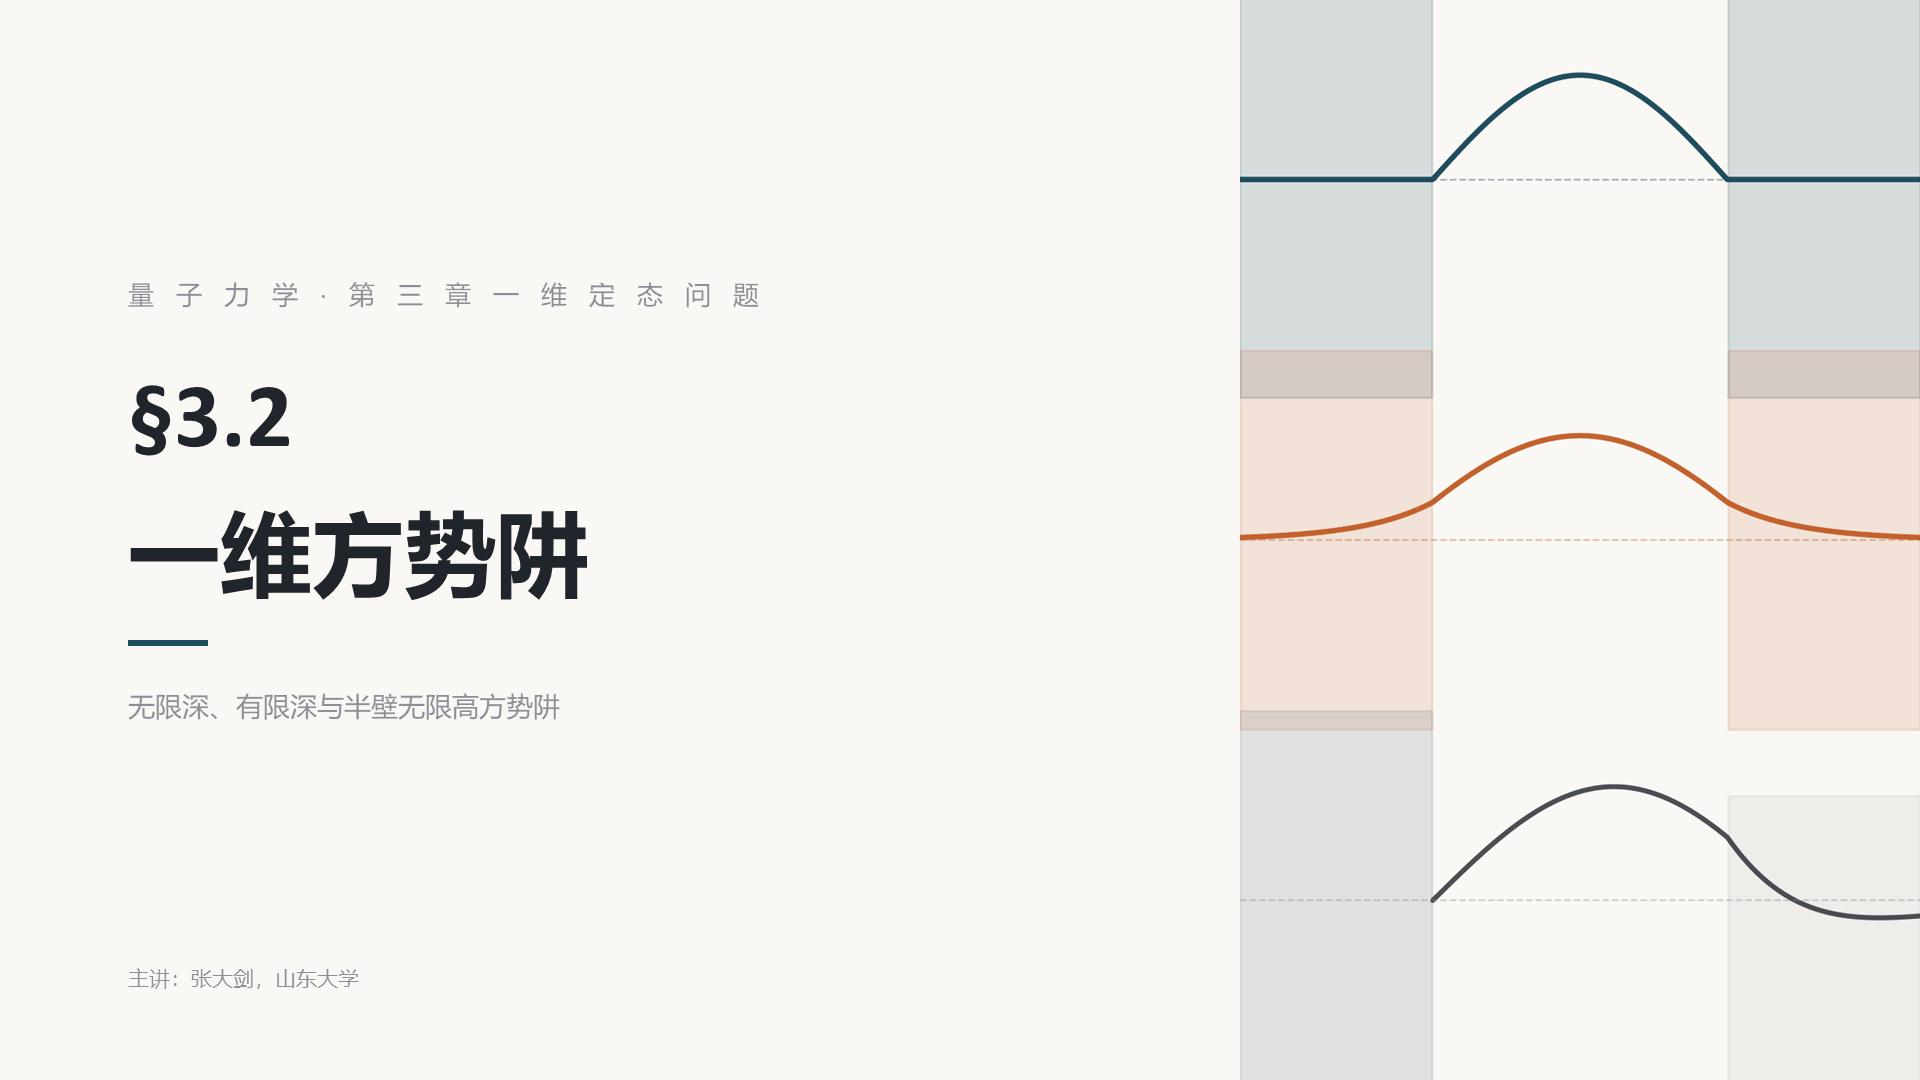 量子力学·第三章一维定态问题
§3.2
一维方势阱
无限深、有限深与半壁无限高方势阱
主讲：张大剑，山东大学